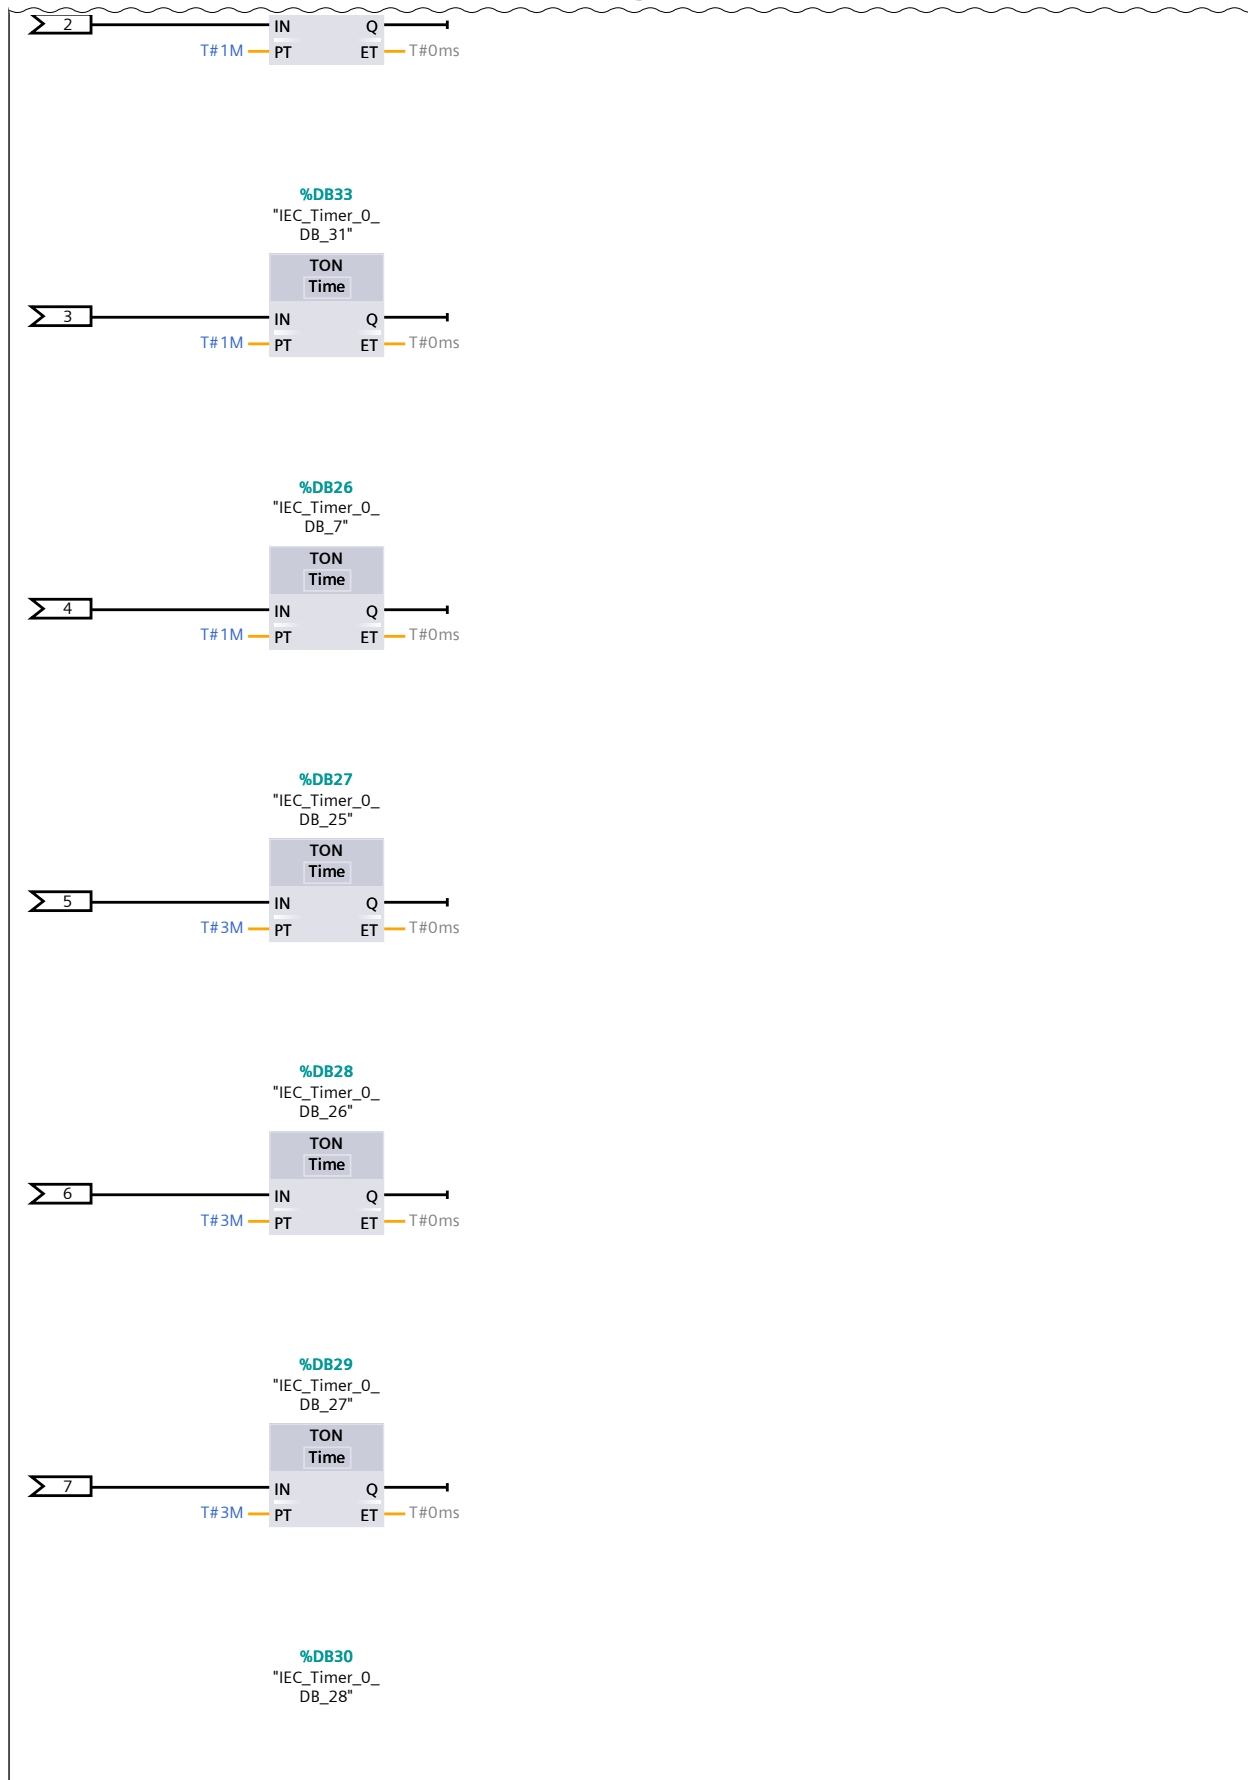 2 IN Q
T#1M PT ET T#0ms
%DB33
"IEC_Timer_0_
DB_31"
TON
Time
3 IN Q
T#1M PT ET T#0ms
%DB26
"IEC_Timer_0_
DB_7"
TON
Time
4 IN Q
T#1M PT ET T#0ms
%DB27
"IEC_Timer_0_
DB_25"
TON
Time
5 IN Q
T#3M PT ET T#0ms
%DB28
"IEC_Timer_0_
DB_26"
TON
Time
6 IN Q
T#3M PT ET T#0ms
%DB29
"IEC_Timer_0_
DB_27"
TON
Time
7 IN Q
T#3M PT ET T#0ms
%DB30
"IEC_Timer_0_
DB_28"